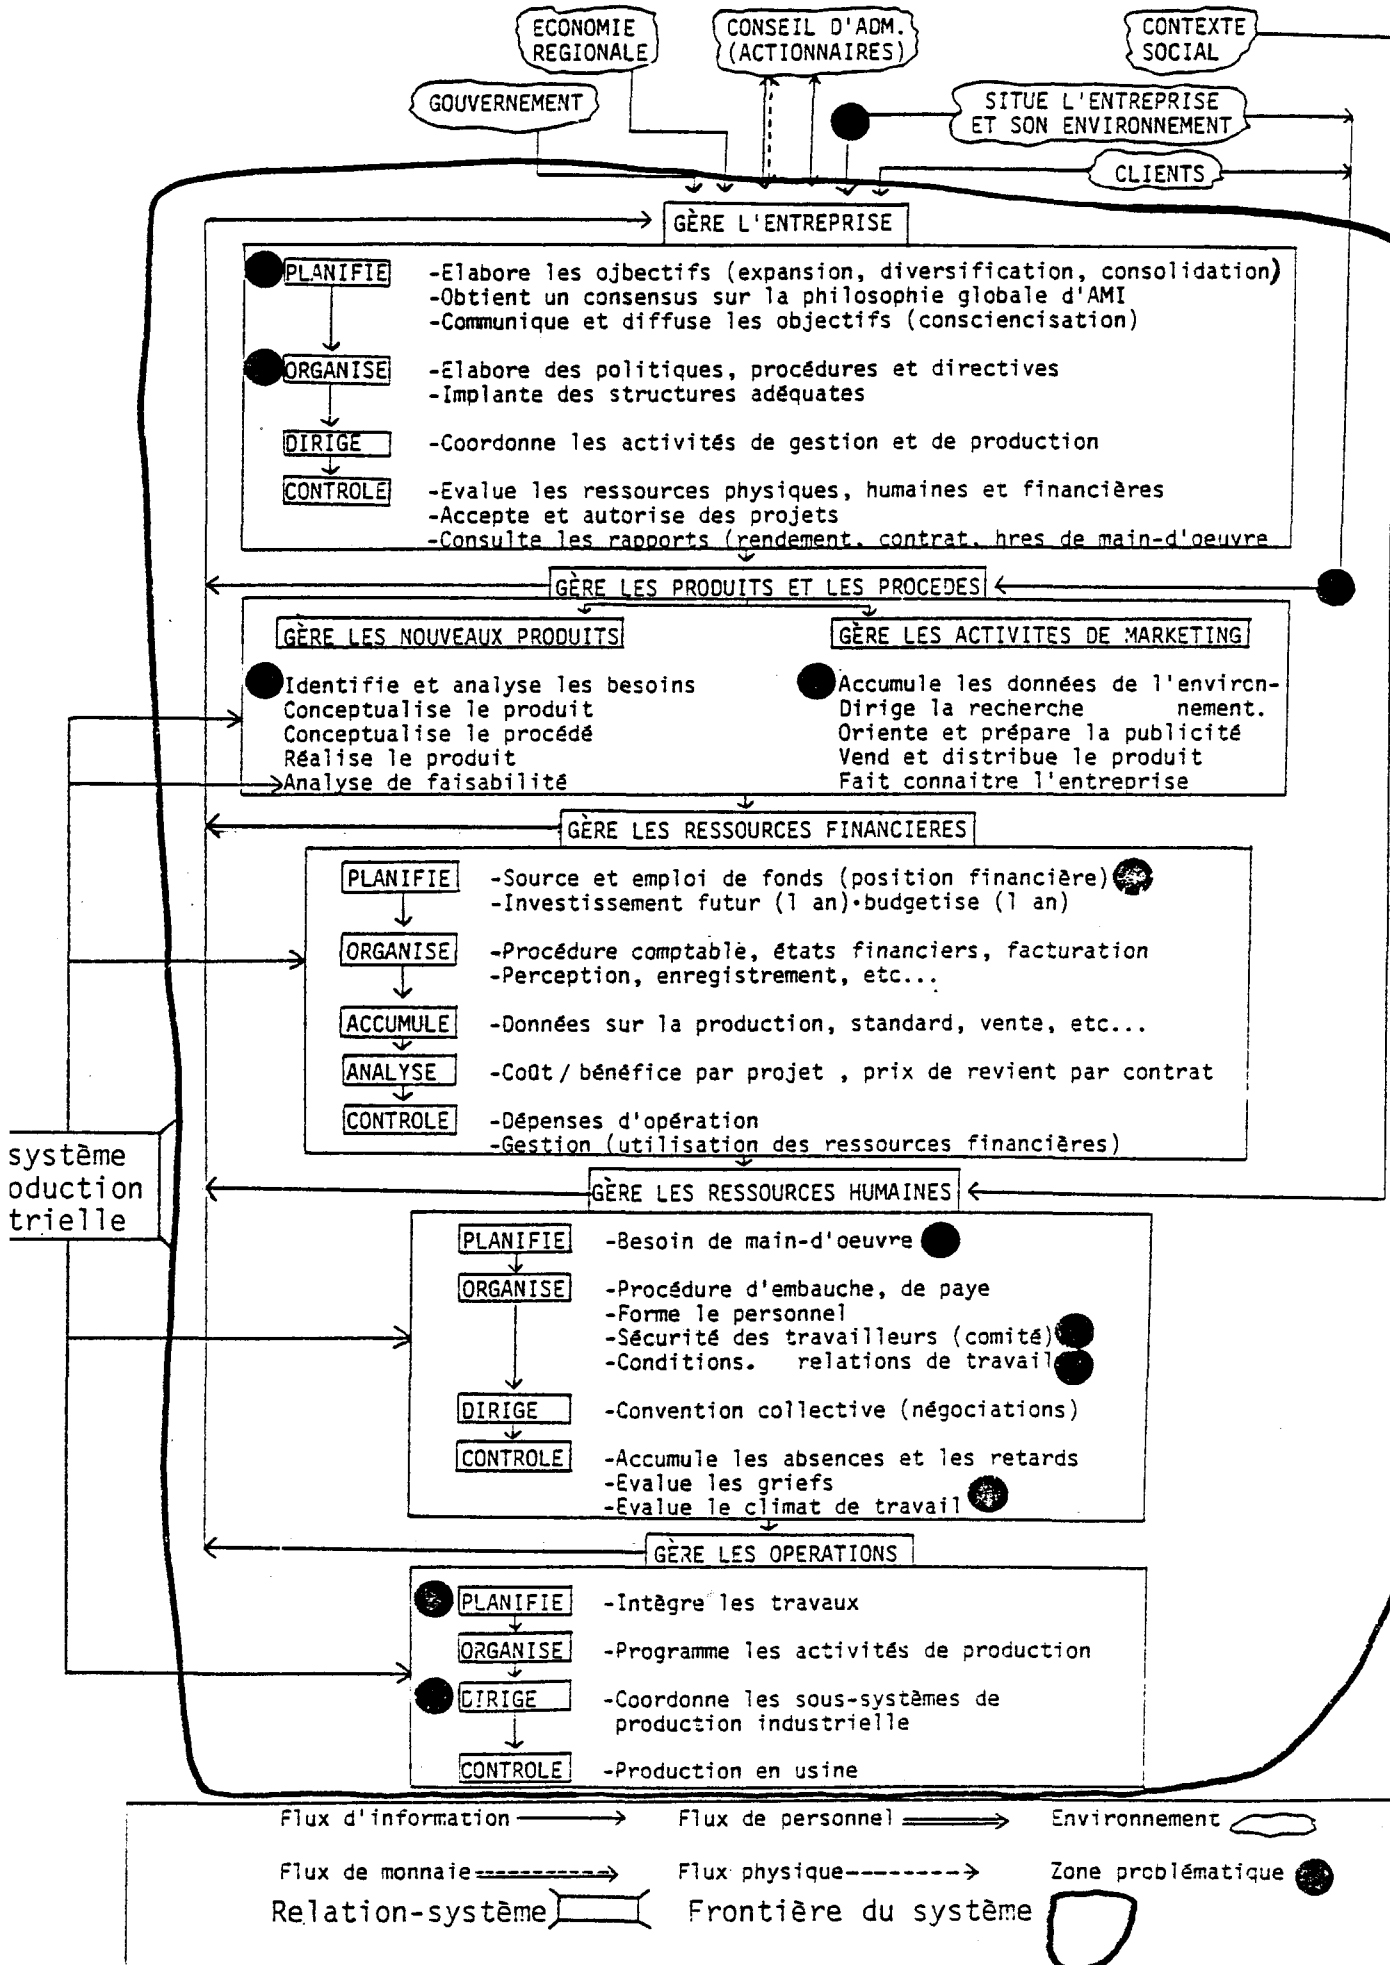 ECONOMIE
REGIONALE
CONSEIL D'ADM.
(ACTIONNAIRES)
CONTEXTE
SOCIAL
GOUVERNEMENT
SITUE L'ENTREPRISE
ET SON ENVIRONNEMENT
CLIENTS
GÈRE L'ENTREPRISE
PLANIFIE
-Elabore les ojbectifs (expansion, diversification, consolidation)
-Obtient un consensus sur la philosophie globale d'AMI
-Communique et diffuse les objectifs (consciencisation)
ORGANISE
-Elabore des politiques, procédures et directives
-Implante des structures adéquates
DIRIGE
-Coordonne les activités de gestion et de production
CONTROLE
-Evalue les ressources physiques, humaines et financières
-Accepte et autorise des projets
-Consulte les rapports (rendement, contrat, hres de main-d'oeuvre
GÈRE LES PRODUITS ET LES PROCEDES
GÈRE LES NOUVEAUX PRODUITS
Identifie et analyse les besoins
Conceptualise le produit
Conceptualise le procédé
Réalise le produit
Analyse de faisabilité
GÈRE LES ACTIVITES DE MARKETING
Accumule les données de l'environ-
Dirige la recherche nement.
Oriente et prépare la publicité
Vend et distribue le produit
Fait connaitre l'entreprise
GÈRE LES RESSOURCES FINANCIERES
PLANIFIE
-Source et emploi de fonds (position financière)
-Investissement futur (1 an)•budgetise (1 an)
ORGANISE
-Procédure comptable, états financiers, facturation
-Perception, enregistrement, etc...
ACCUMULE
-Données sur la production, standard, vente, etc...
ANALYSE
-Coût / bénéfice par projet , prix de revient par contrat
CONTROLE
-Dépenses d'opération
-Gestion (utilisation des ressources financières)
système
oduction
trielle
GÈRE LES RESSOURCES HUMAINES
PLANIFIE
-Besoin de main-d'oeuvre
ORGANISE
-Procédure d'embauche, de paye
-Forme le personnel
-Sécurité des travailleurs (comité)
-Conditions. relations de travail
DIRIGE
-Convention collective (négociations)
CONTROLE
-Accumule les absences et les retards
-Evalue les griefs
-Evalue le climat de travail
GÈRE LES OPERATIONS
PLANIFIE
-Intègre les travaux
ORGANISE
-Programme les activités de production
DIRIGE
-Coordonne les sous-systèmes de
production industrielle
CONTROLE
-Production en usine
Flux d'information
Flux de personnel
Environnement
Flux de monnaie
Flux physique
Zone problématique
Relation-système
Frontière du système